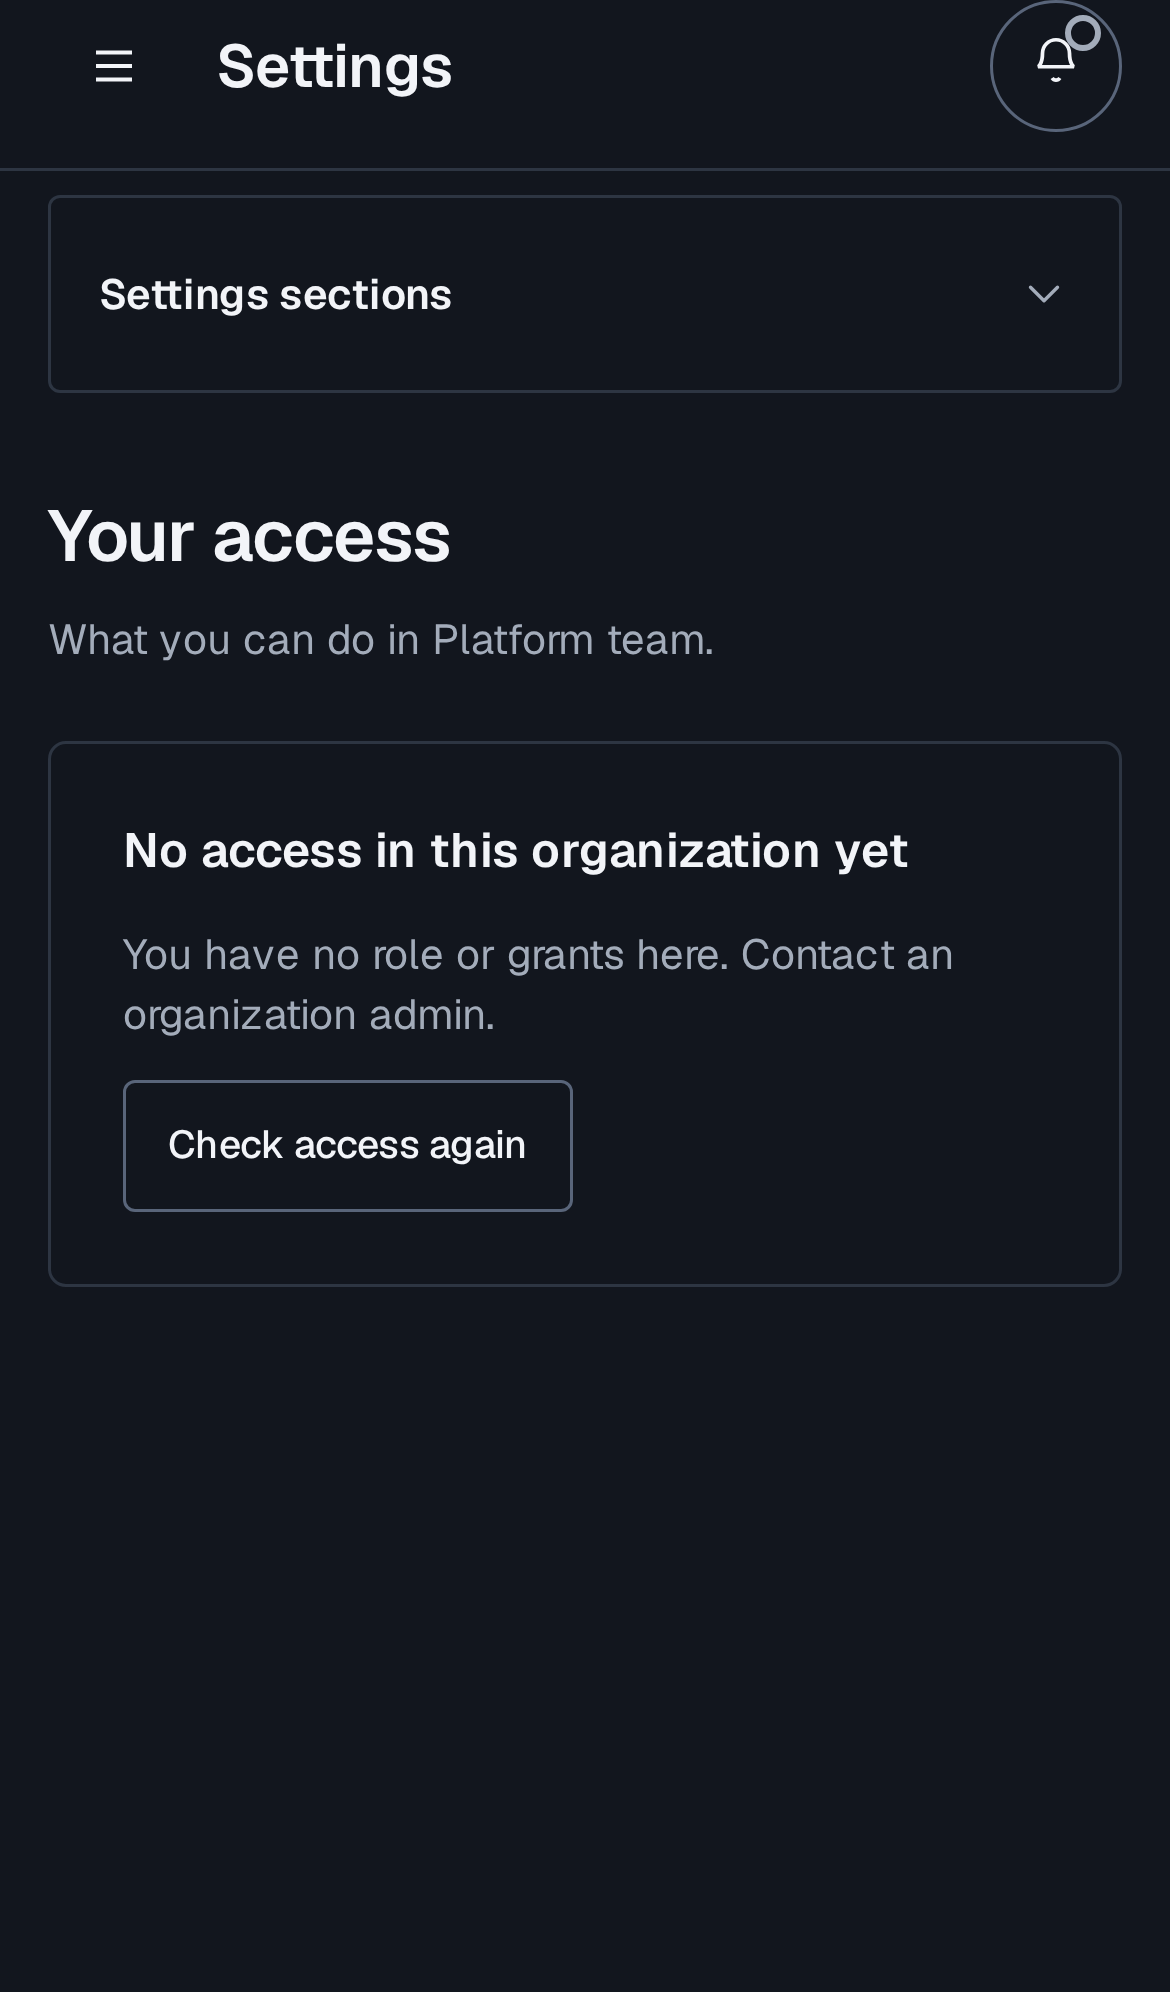 Settings
Settings sections
Your access
What you can do in Platform team.
No access in this organization yet
You have no role or grants here. Contact an
organization admin.
Check access again